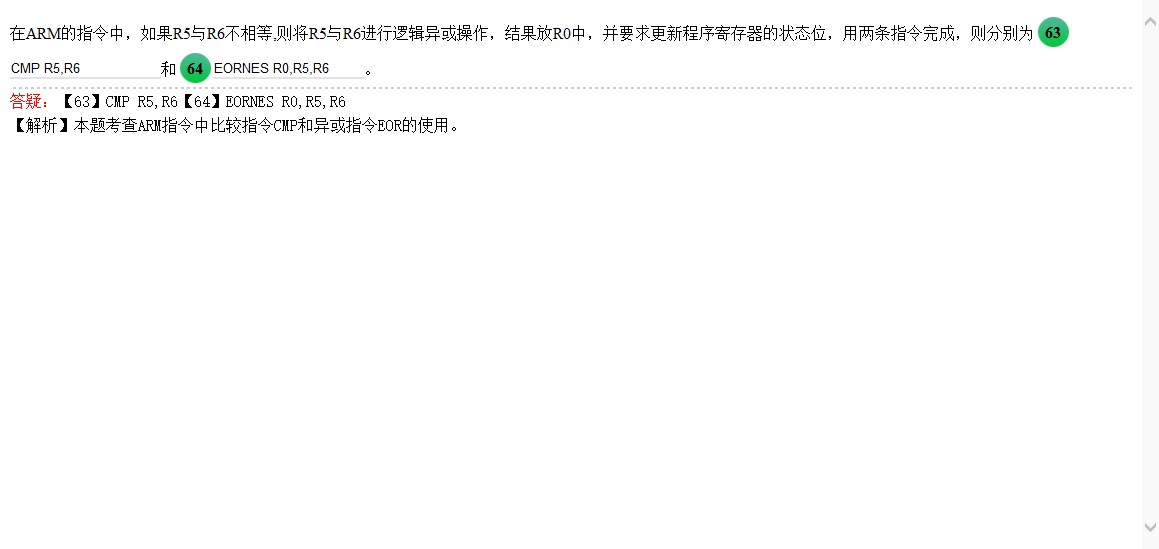 在ARM的指令中，如果R5与R6不相等,则将R5与R6进行逻辑异或操作，结果放R0中，并要求更新程序寄存器的状态位，用两条指令完成，则分别为 63
CMP R5,R6 和 64 EORNES R0,R5,R6 。
答疑：【63】CMP R5,R6【64】EORNES R0,R5,R6
【解析】本题考查ARM指令中比较指令CMP和异或指令EOR的使用。